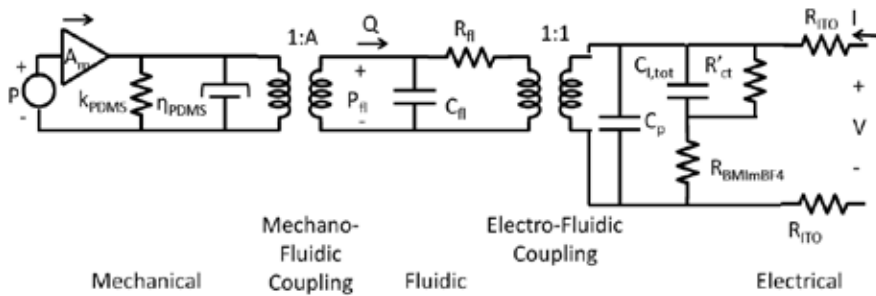 P
+
-
A_m
k_PDMS
η_PDMS
1:A
Q
+
P_fl
-
C_fl
R_fl
1:1
C_p
C_I,tot
R'_ct
R_BMImBF4
R_ITO
I
+
V
-
R_ITO
Mechano-
Fluidic
Coupling
Electro-Fluidic
Coupling
Mechanical
Fluidic
Electrical